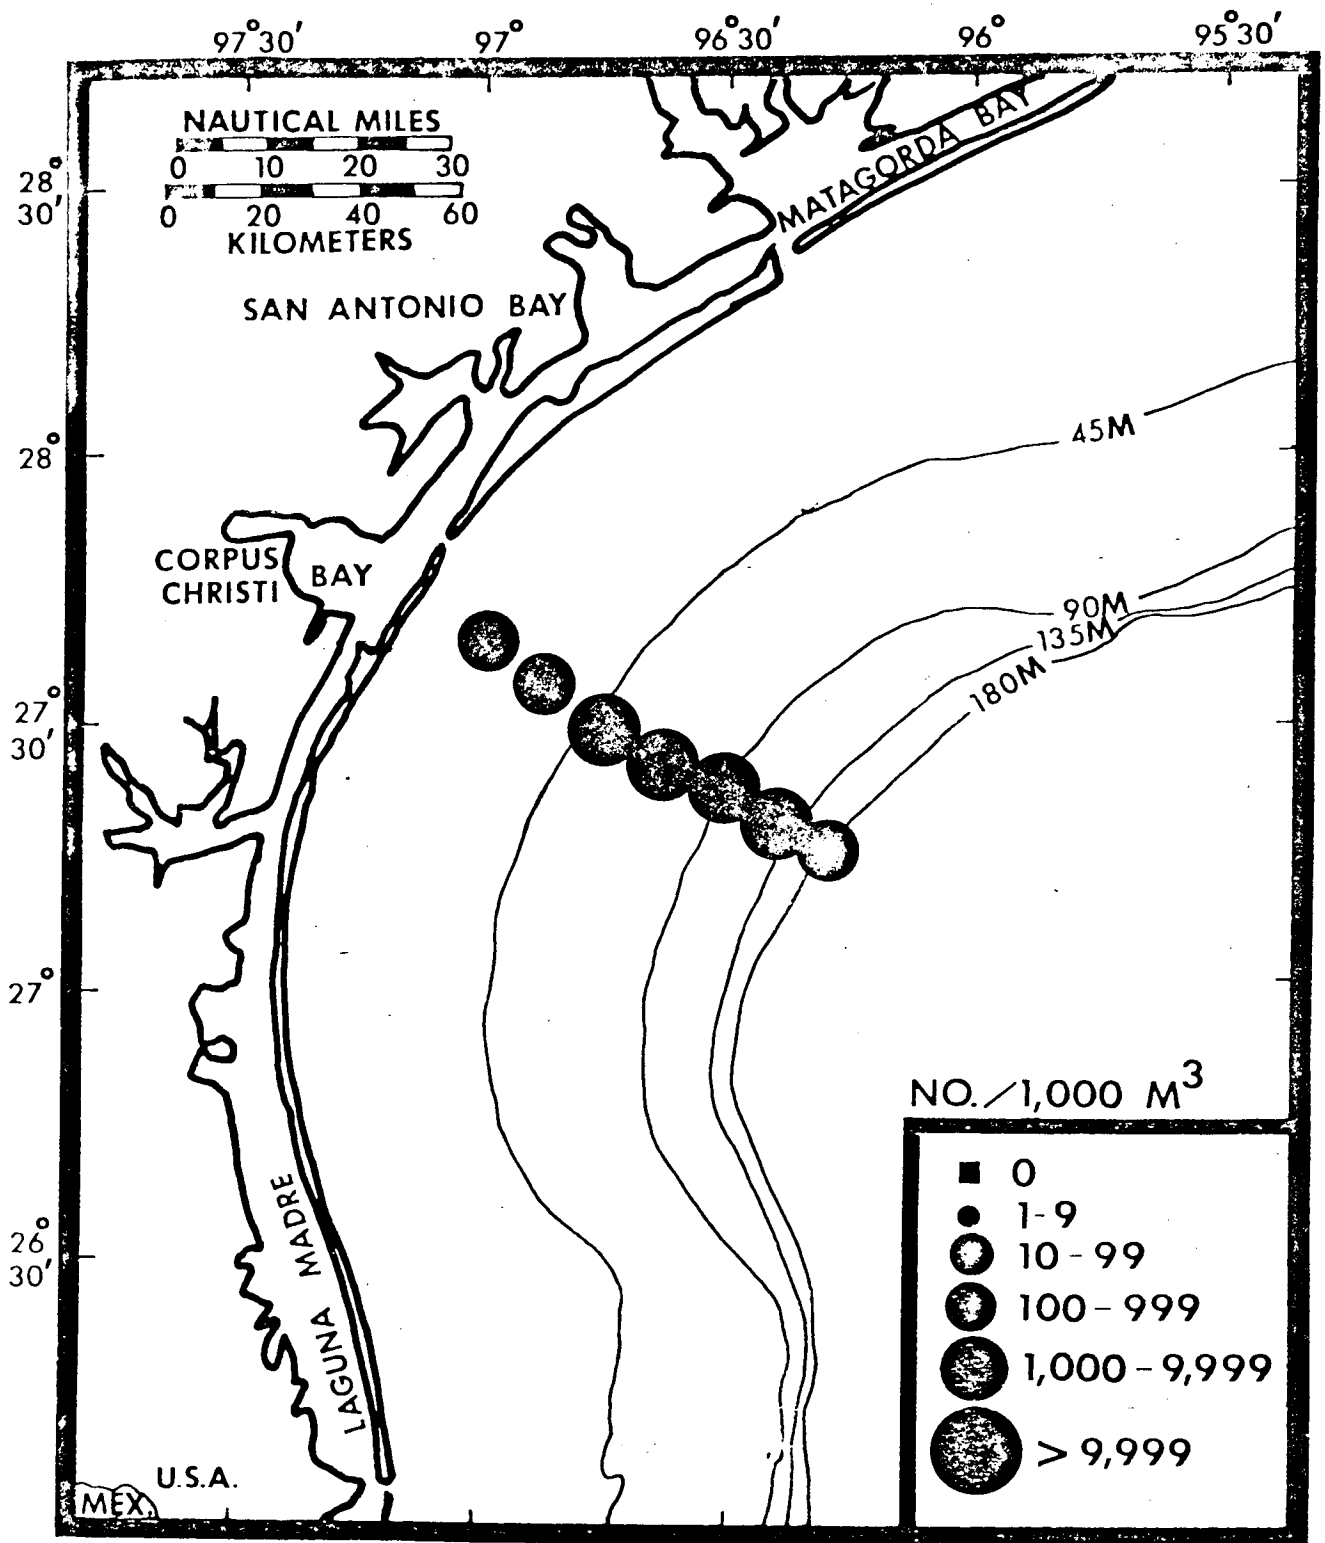 97°30′ 97° 96°30′ 96° 95°30′
NAUTICAL MILES
0 10 20 30
0 20 40 60
KILOMETERS
28°
30′
MATAGORDA BAY
SAN ANTONIO BAY
45M
28°
CORPUS
CHRISTI
BAY
90M
135M
180M
27°
30′
27°
NO./1,000 M³
0
1-9
10-99
100-999
1,000-9,999
> 9,999
26°
30′
LAGUNA MADRE
U.S.A.
MEX.